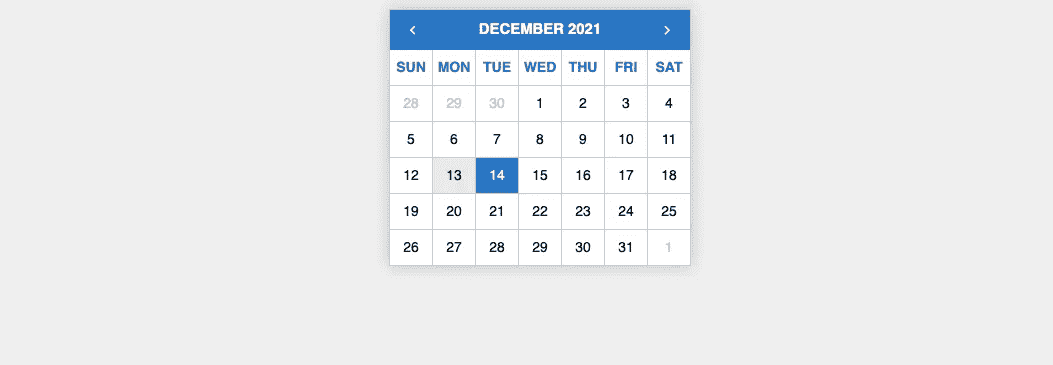 ‹ DECEMBER 2021 ›
SUN MON TUE WED THU FRI SAT
28 29 30 1 2 3 4
5 6 7 8 9 10 11
12 13 14 15 16 17 18
19 20 21 22 23 24 25
26 27 28 29 30 31 1